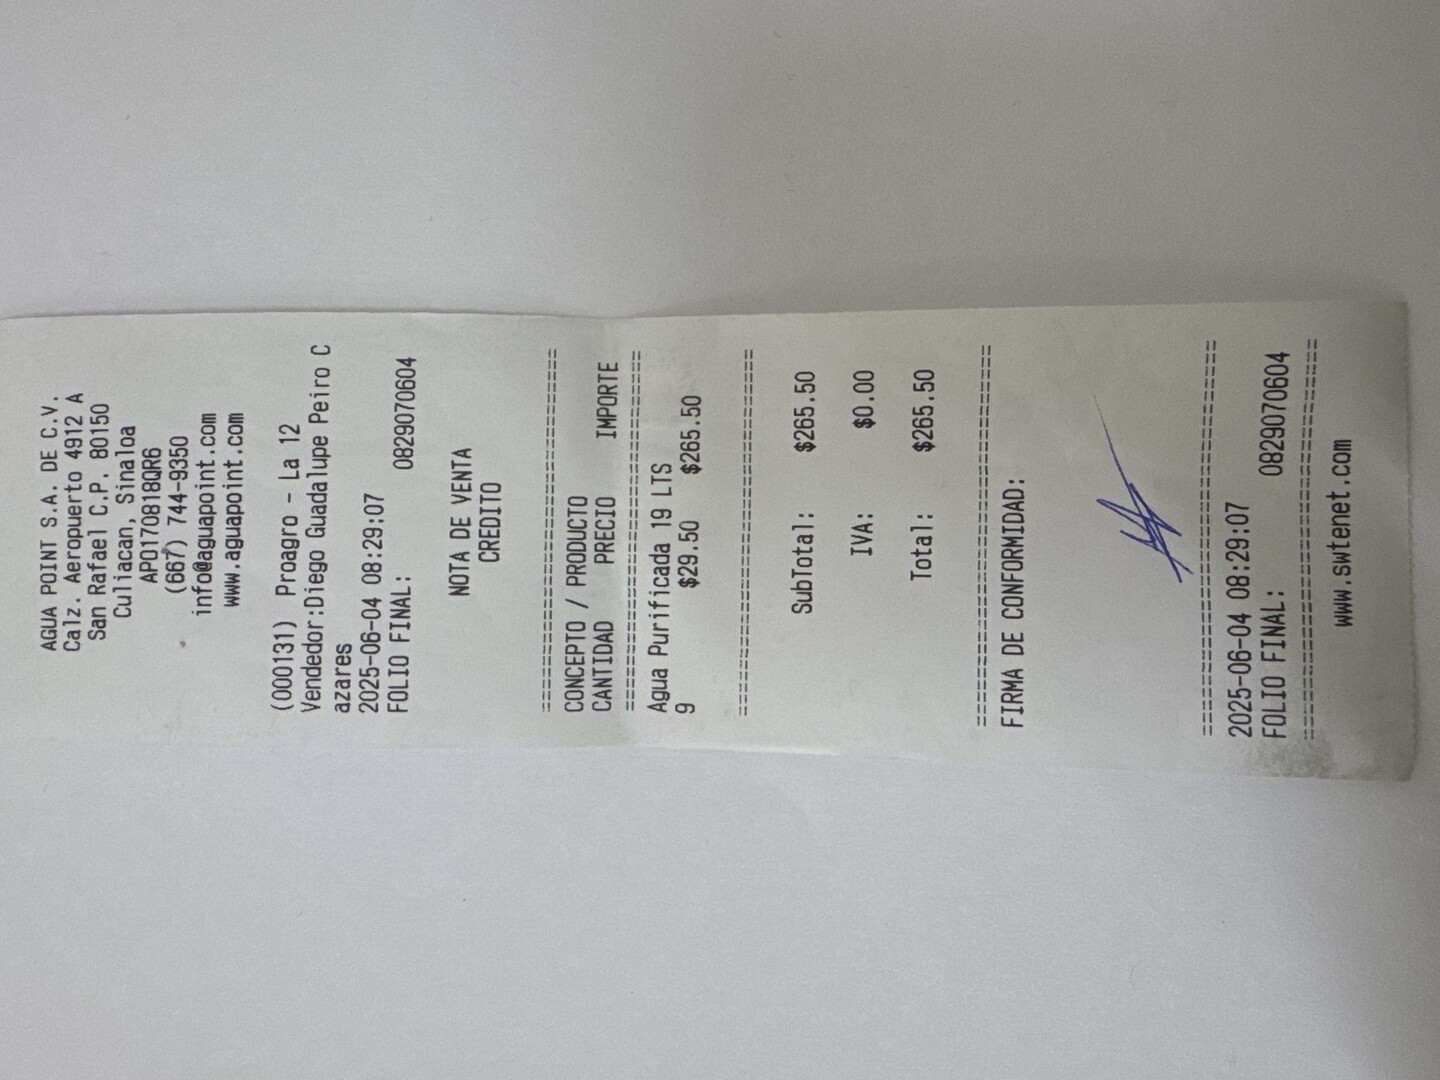 AGUA POINT S.A. DE C.V.
Calz. Aeropuerto 4912 A
San Rafael C.P. 80150
Culiacan, Sinaloa
APO170818QR6
(667) 744-9350
info@aguapoint.com
www.aguapoint.com
(000131) Proagro - La 12
Vendedor:Diego Guadalupe Peiro C
azares
2025-06-04 08:29:07
FOLIO FINAL: 0829070604
NOTA DE VENTA
CREDITO
================================
CONCEPTO / PRODUCTO
CANTIDAD PRECIO IMPORTE
================================
Agua Purificada 19 LTS
9 $29.50 $265.50
================================
SubTotal: $265.50
IVA: $0.00
Total: $265.50
================================
FIRMA DE CONFORMIDAD:
================================
2025-06-04 08:29:07
FOLIO FINAL: 0829070604
================================
www.swtenet.com